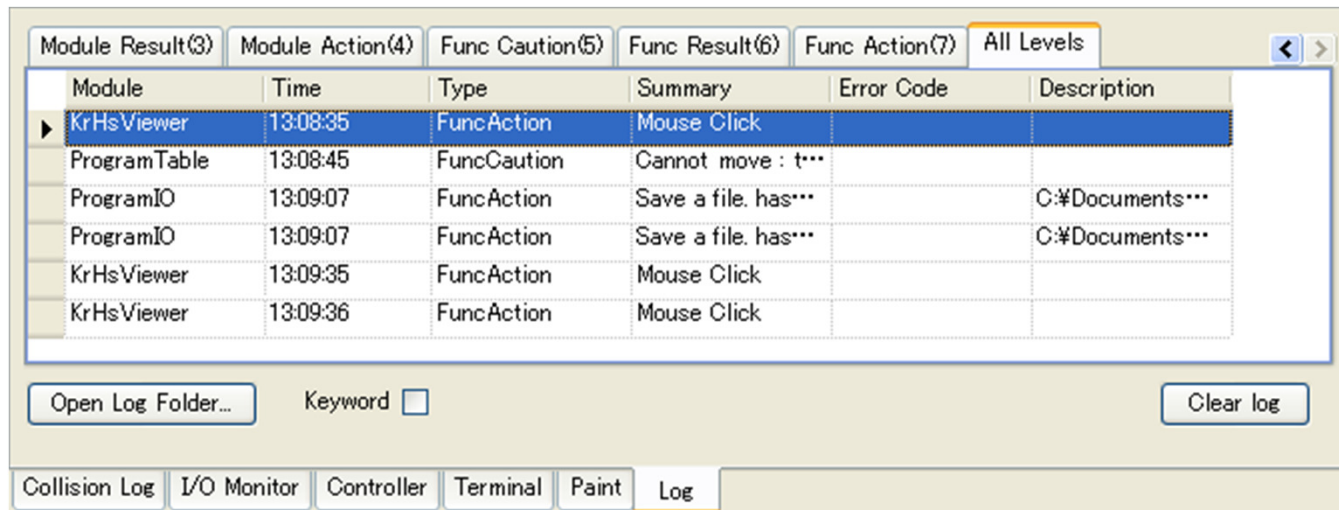 Module Result(3) Module Action(4) Func Caution(5) Func Result(6) Func Action(7) All Levels
Module Time Type Summary Error Code Description
KrHsViewer 13:08:35 FuncAction Mouse Click
ProgramTable 13:08:45 FuncCaution Cannot move : t…
ProgramIO 13:09:07 FuncAction Save a file. has… C:¥Documents…
ProgramIO 13:09:07 FuncAction Save a file. has… C:¥Documents…
KrHsViewer 13:09:35 FuncAction Mouse Click
KrHsViewer 13:09:36 FuncAction Mouse Click
Open Log Folder... Keyword Clear log
Collision Log I/O Monitor Controller Terminal Paint Log